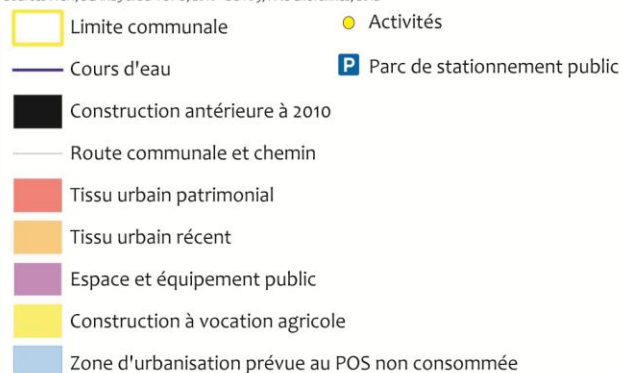 Limite communale
Activités
Cours d'eau
P Parc de stationnement public
Construction antérieure à 2010
Route communale et chemin
Tissu urbain patrimonial
Tissu urbain récent
Espace et équipement public
Construction à vocation agricole
Zone d'urbanisation prévue au POS non consommée